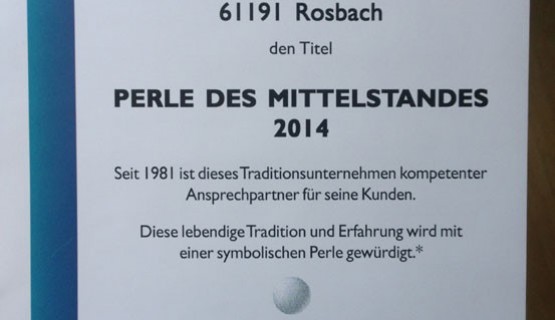 61191 Rosbach
den Titel
PERLE DES MITTELSTANDES
2014
Seit 1981 ist dieses Traditionsunternehmen kompetenter
Ansprechpartner für seine Kunden.
Diese lebendige Tradition und Erfahrung wird mit
einer symbolischen Perle gewürdigt.*